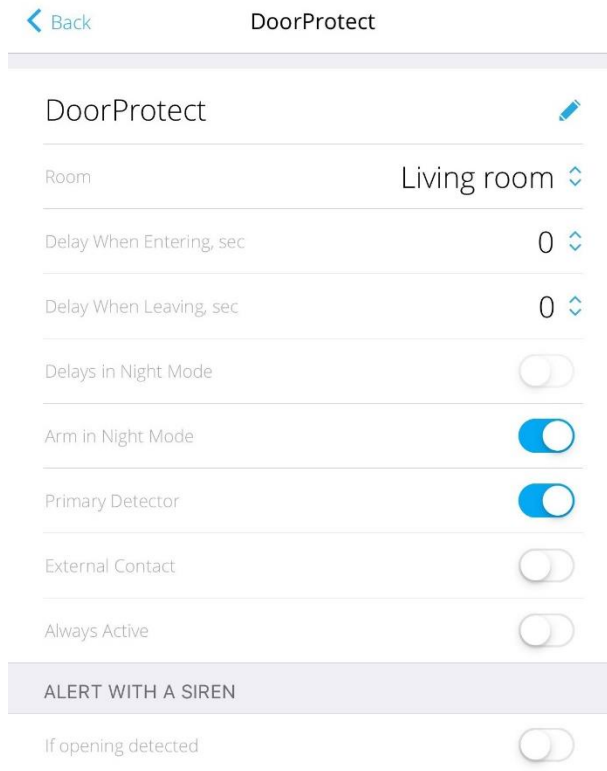 Back DoorProtect
DoorProtect
Room Living room
Delay When Entering, sec 0
Delay When Leaving, sec 0
Delays in Night Mode
Arm in Night Mode
Primary Detector
External Contact
Always Active
ALERT WITH A SIREN
If opening detected